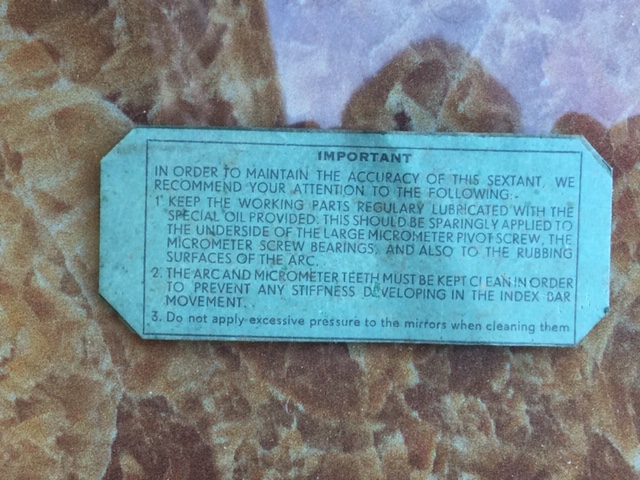 IMPORTANT
IN ORDER TO MAINTAIN THE ACCURACY OF THIS SEXTANT, WE
RECOMMEND YOUR ATTENTION TO THE FOLLOWING:-
1. KEEP THE WORKING PARTS REGULARY LUBRICATED WITH THE
SPECIAL OIL PROVIDED. THIS SHOULD BE SPARINGLY APPLIED TO
THE UNDERSIDE OF THE LARGE MICROMETER PIVOT SCREW, THE
MICROMETER SCREW BEARINGS, AND ALSO TO THE RUBBING
SURFACES OF THE ARC.
2. THE ARC AND MICROMETER TEETH MUST BE KEPT CLEAN IN ORDER
TO PREVENT ANY STIFFNESS DEVELOPING IN THE INDEX BAR
MOVEMENT.
3. Do not apply excessive pressure to the mirrors when cleaning them